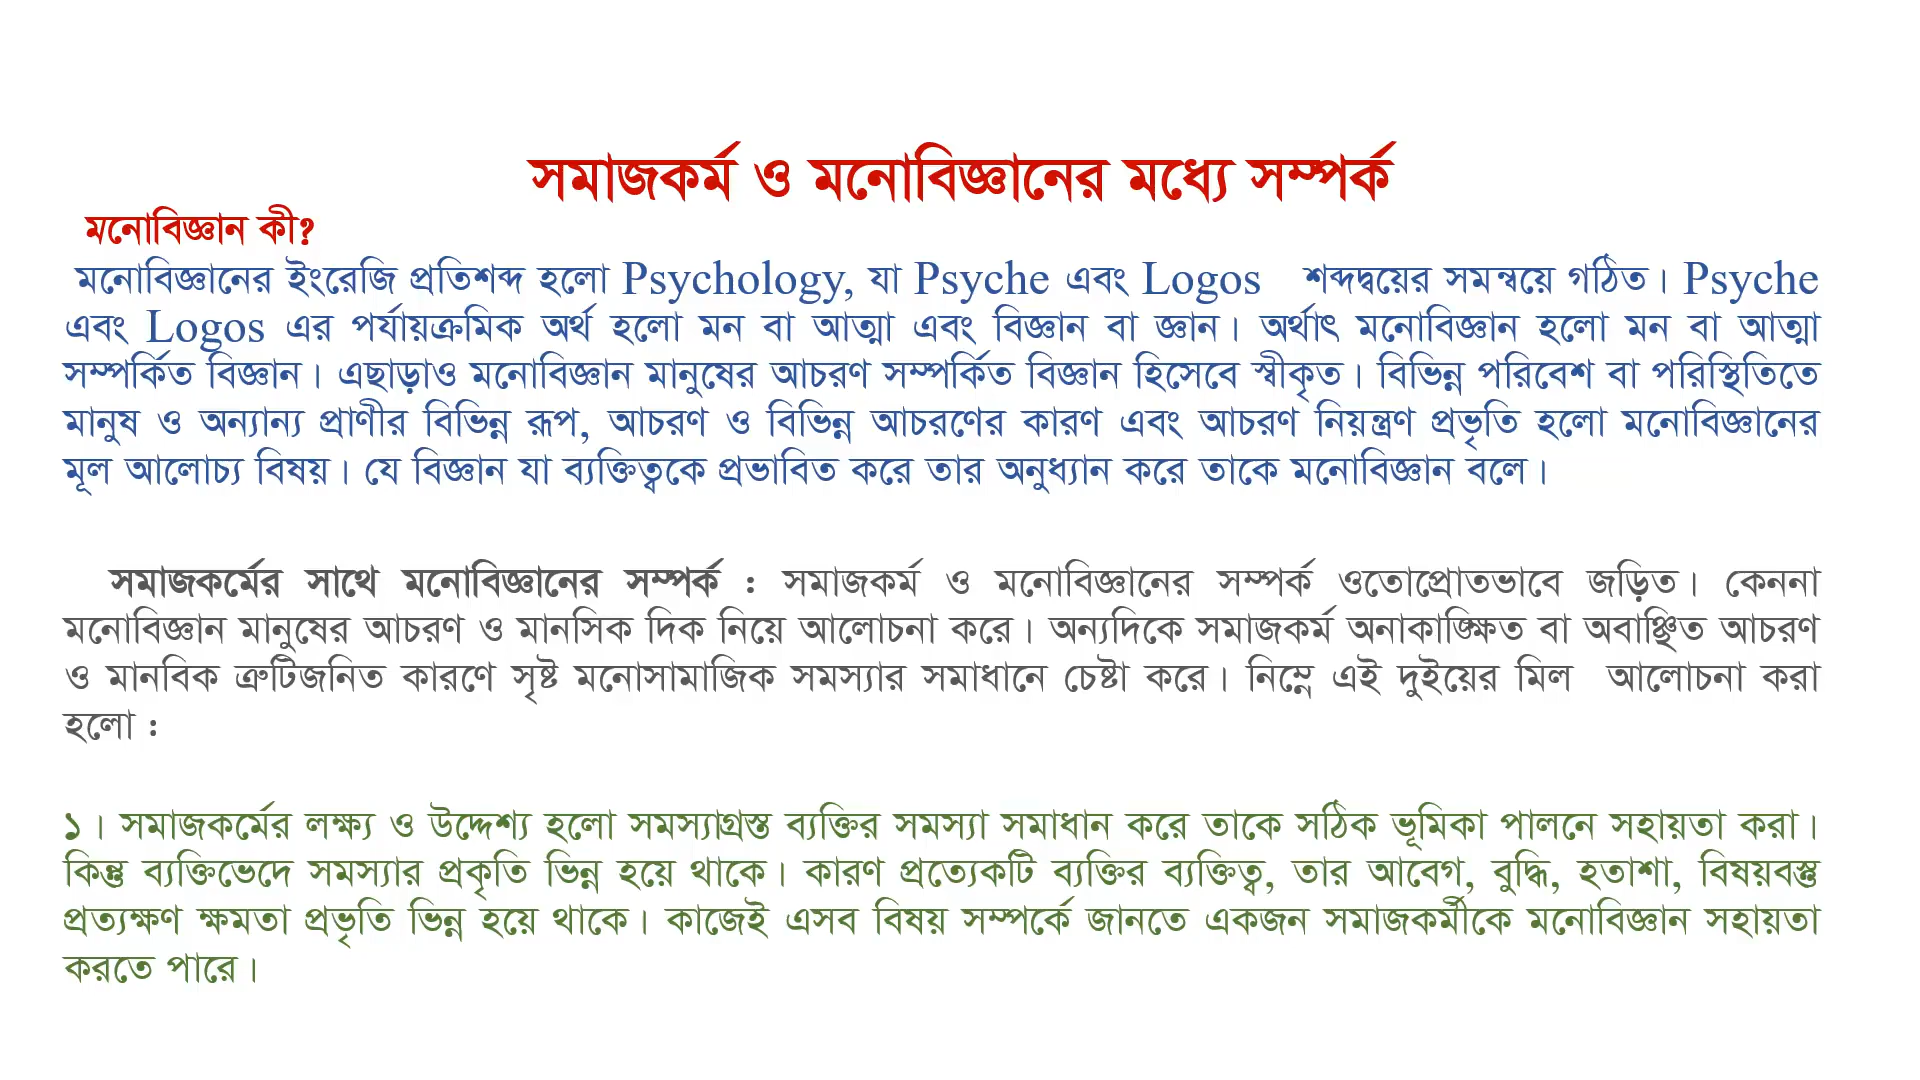 সমাজকর্ম ও মনোবিজ্ঞানের মধ্যে সম্পর্ক
মনোবিজ্ঞান কী?
মনোবিজ্ঞানের ইংরেজি প্রতিশব্দ হলো Psychology, যা Psyche এবং Logos শব্দদ্বয়ের সমন্বয়ে গঠিত। Psyche
এবং Logos এর পর্যায়ক্রমিক অর্থ হলো মন বা আত্মা এবং বিজ্ঞান বা জ্ঞান। অর্থাৎ মনোবিজ্ঞান হলো মন বা আত্মা
সম্পর্কিত বিজ্ঞান। এছাড়াও মনোবিজ্ঞান মানুষের আচরণ সম্পর্কিত বিজ্ঞান হিসেবে স্বীকৃত। বিভিন্ন পরিবেশ বা পরিস্থিতিতে
মানুষ ও অন্যান্য প্রাণীর বিভিন্ন রূপ, আচরণ ও বিভিন্ন আচরণের কারণ এবং আচরণ নিয়ন্ত্রণ প্রভৃতি হলো মনোবিজ্ঞানের
মূল আলোচ্য বিষয়। যে বিজ্ঞান যা ব্যক্তিত্বকে প্রভাবিত করে তার অনুধ্যান করে তাকে মনোবিজ্ঞান বলে।
সমাজকর্মের সাথে মনোবিজ্ঞানের সম্পর্ক : সমাজকর্ম ও মনোবিজ্ঞানের সম্পর্ক ওতোপ্রোতভাবে জড়িত। কেননা
মনোবিজ্ঞান মানুষের আচরণ ও মানসিক দিক নিয়ে আলোচনা করে। অন্যদিকে সমাজকর্ম অনাকাঙ্ক্ষিত বা অবাঞ্ছিত আচরণ
ও মানবিক ত্রুটিজনিত কারণে সৃষ্ট মনোসামাজিক সমস্যার সমাধানে চেষ্টা করে। নিম্নে এই দুইয়ের মিল আলোচনা করা
হলো :
১। সমাজকর্মের লক্ষ্য ও উদ্দেশ্য হলো সমস্যাগ্রস্ত ব্যক্তির সমস্যা সমাধান করে তাকে সঠিক ভূমিকা পালনে সহায়তা করা।
কিন্তু ব্যক্তিভেদে সমস্যার প্রকৃতি ভিন্ন হয়ে থাকে। কারণ প্রত্যেকটি ব্যক্তির ব্যক্তিত্ব, তার আবেগ, বুদ্ধি, হতাশা, বিষয়বস্তু
প্রত্যক্ষণ ক্ষমতা প্রভৃতি ভিন্ন হয়ে থাকে। কাজেই এসব বিষয় সম্পর্কে জানতে একজন সমাজকর্মীকে মনোবিজ্ঞান সহায়তা
করতে পারে।